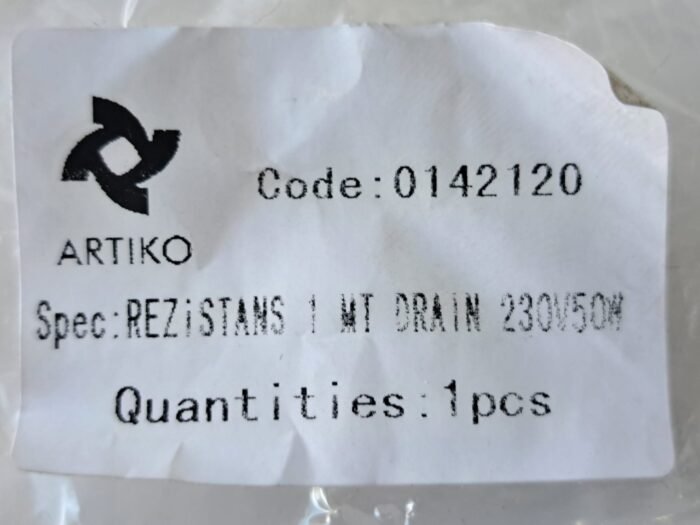 Code:0142120
ARTIKO
Spec:REZiSTANS 1 MT DRAiN 230V50W
Quantities:1pcs